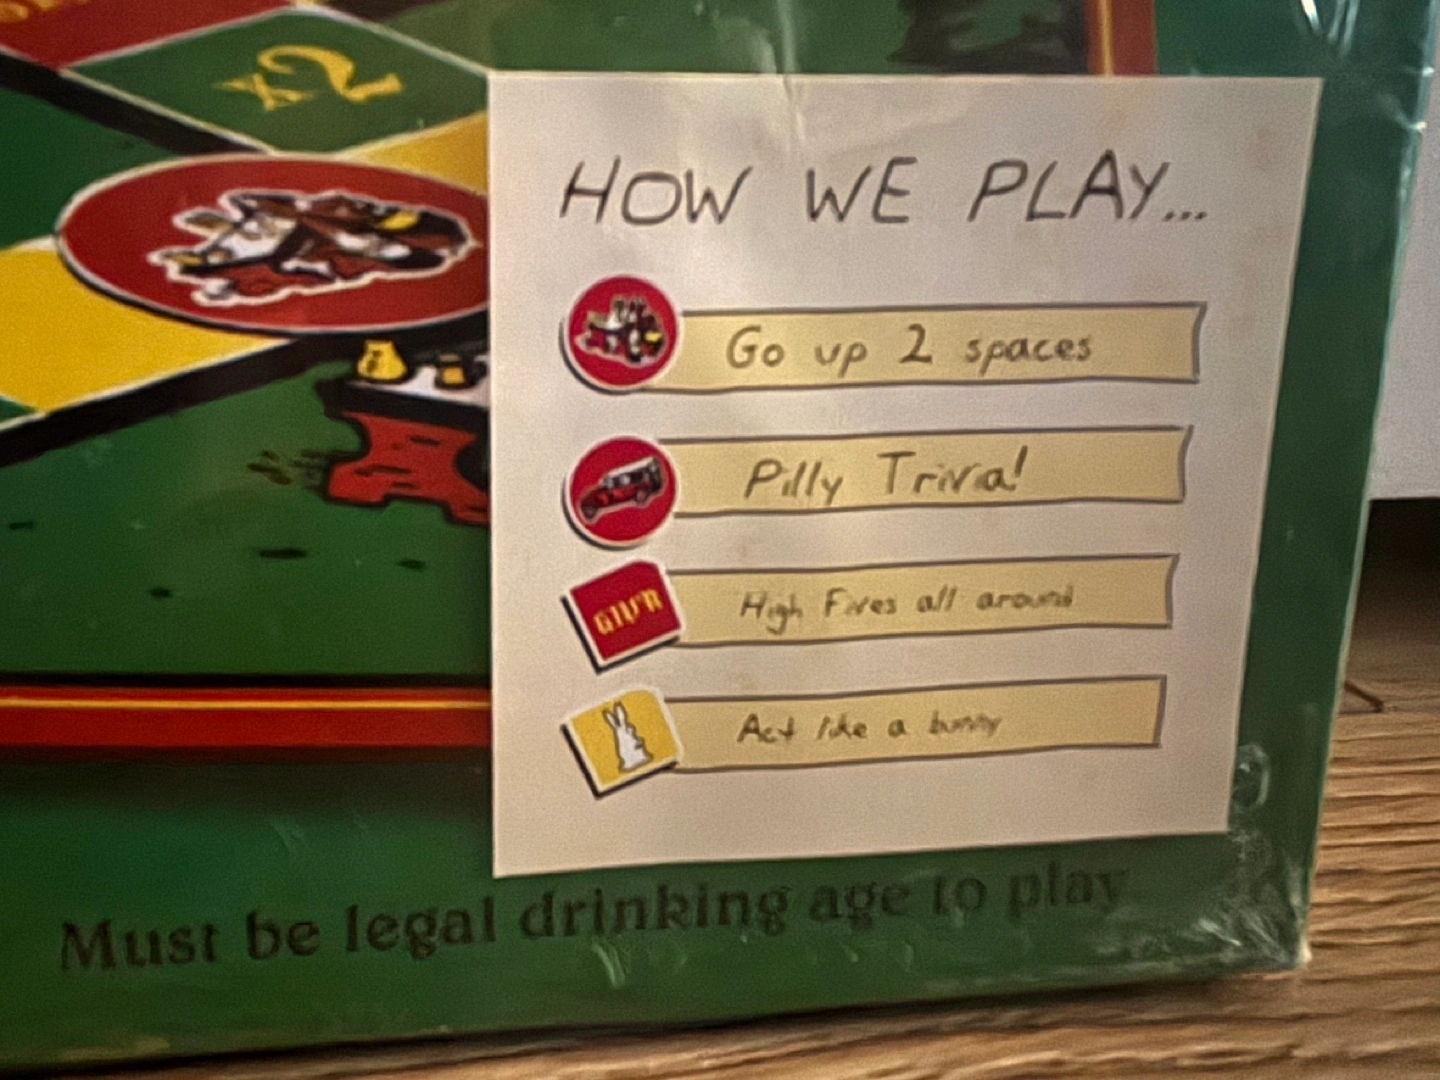 x2
HOW WE PLAY...
Go up 2 spaces
Pilly Trivia!
GIV'R
High Fives all around
Act like a bunny
Must be legal drinking age to play